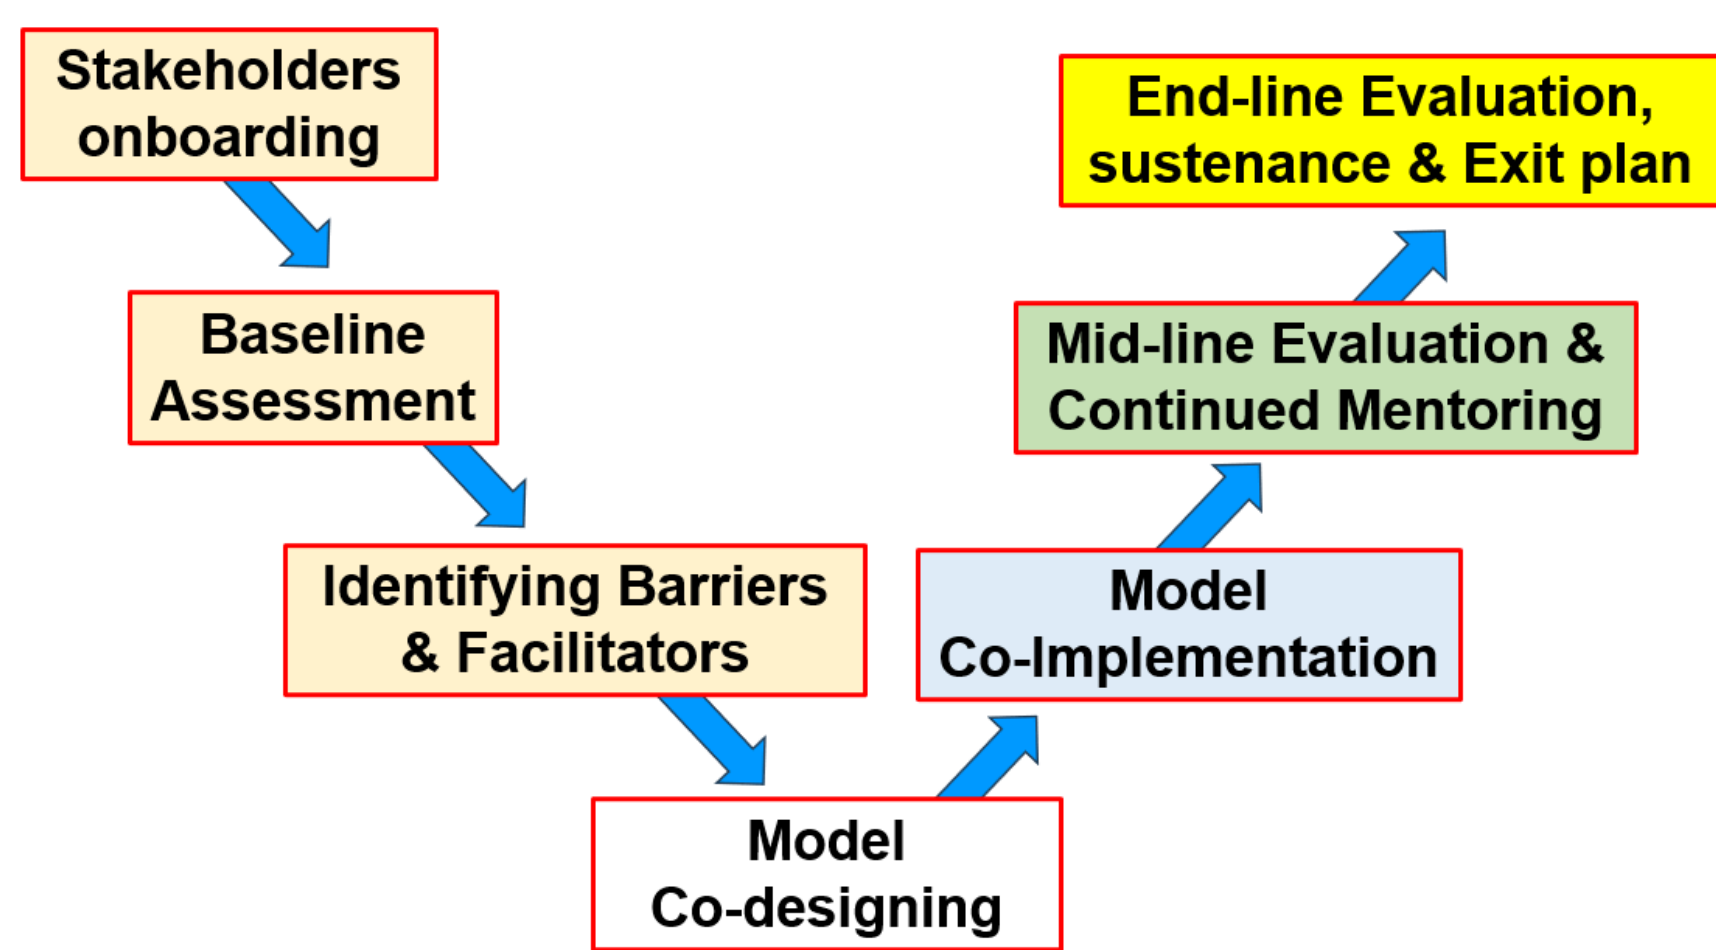 Stakeholders
onboarding
Baseline
Assessment
Identifying Barriers
& Facilitators
Model
Co-designing
Model
Co-Implementation
Mid-line Evaluation &
Continued Mentoring
End-line Evaluation,
sustenance & Exit plan